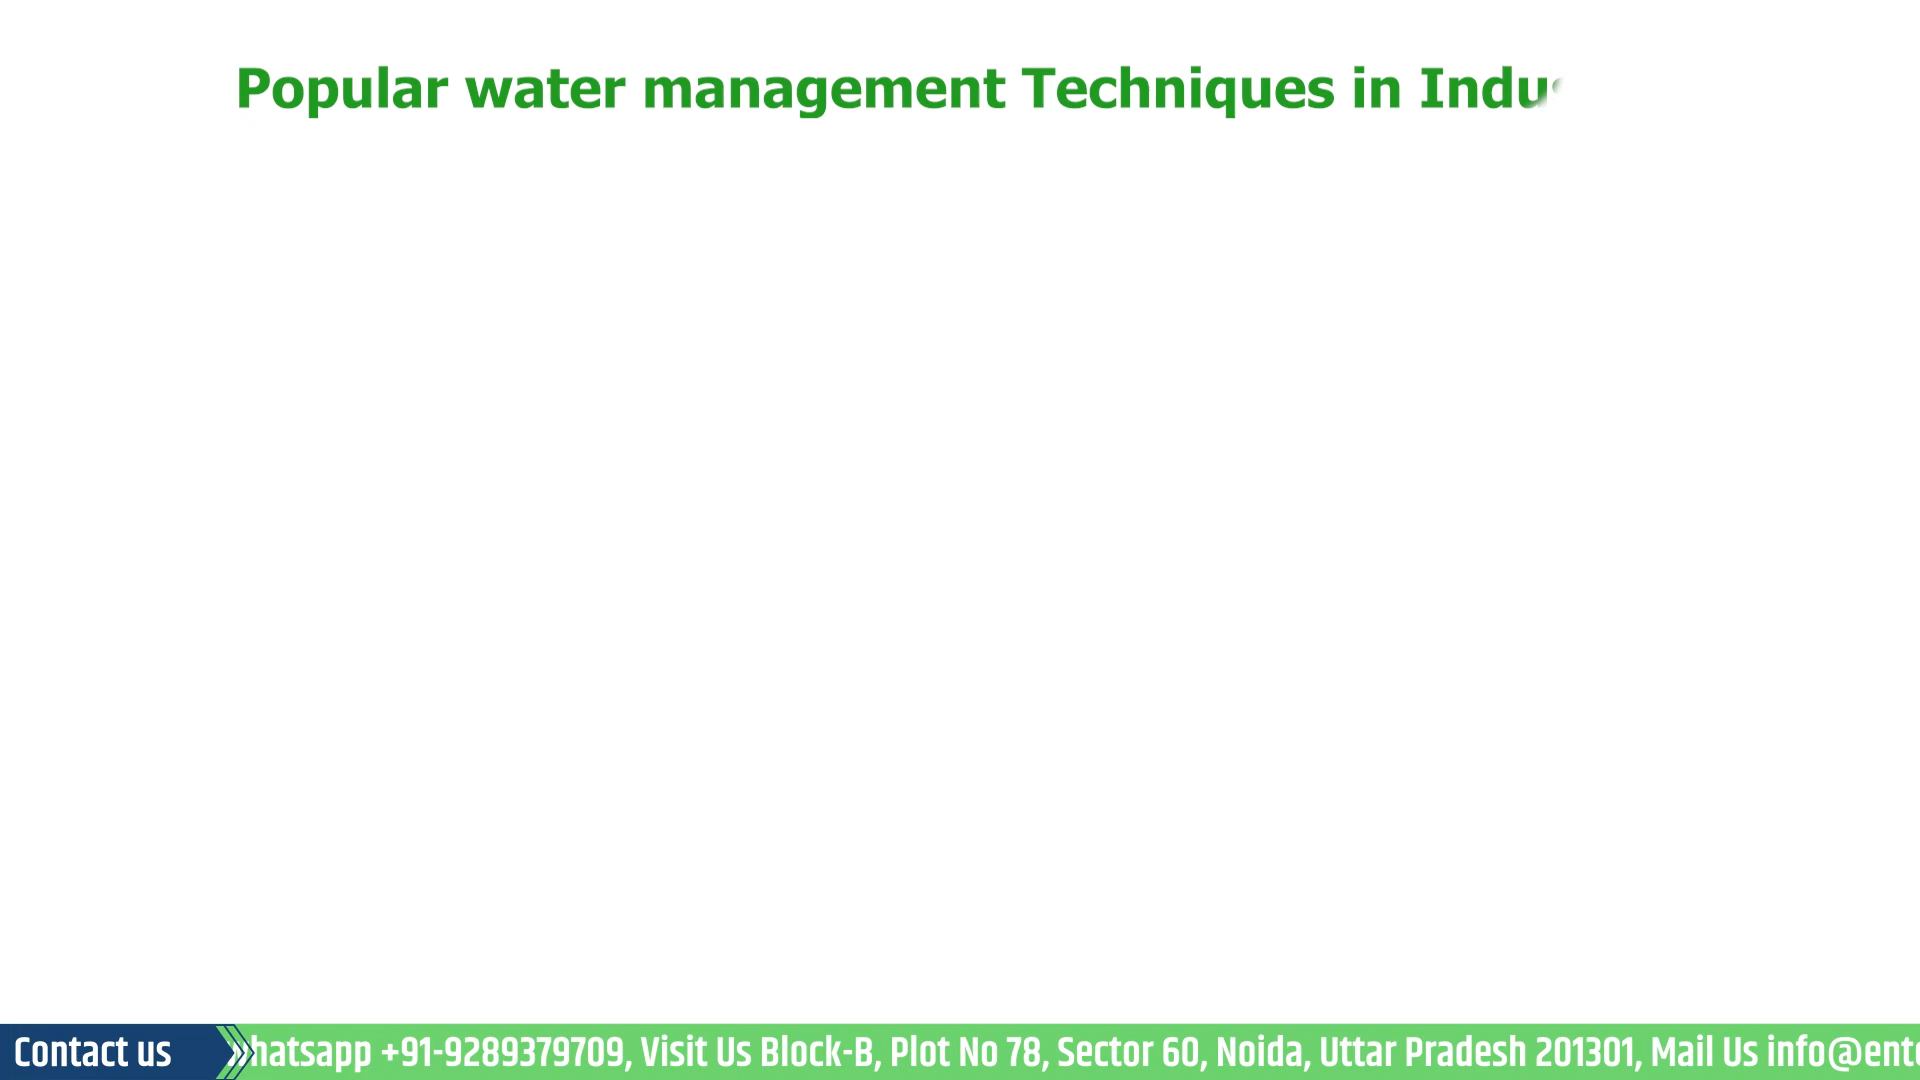 Popular water management Techniques in Indu
Contact us hatsapp +91-9289379709, Visit Us Block-B, Plot No 78, Sector 60, Noida, Uttar Pradesh 201301, Mail Us info@ent